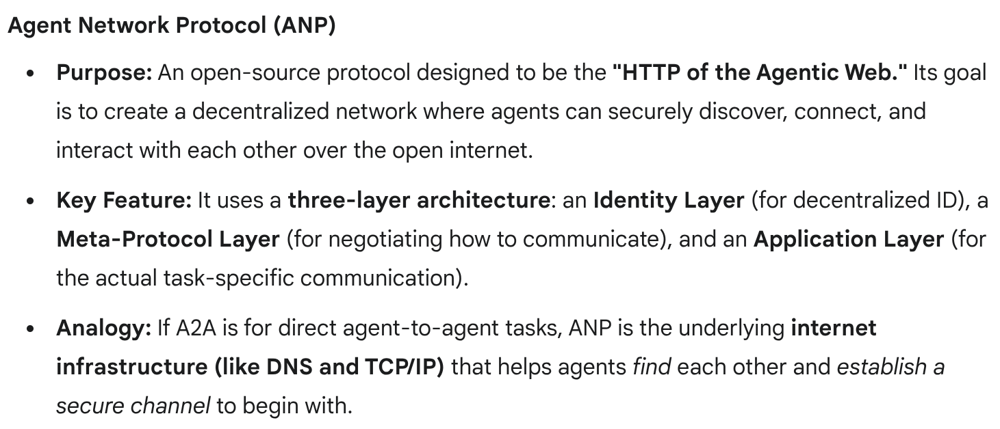 Agent Network Protocol (ANP)
• Purpose: An open-source protocol designed to be the "HTTP of the Agentic Web." Its goal
is to create a decentralized network where agents can securely discover, connect, and
interact with each other over the open internet.
• Key Feature: It uses a three-layer architecture: an Identity Layer (for decentralized ID), a
Meta-Protocol Layer (for negotiating how to communicate), and an Application Layer (for
the actual task-specific communication).
• Analogy: If A2A is for direct agent-to-agent tasks, ANP is the underlying internet
infrastructure (like DNS and TCP/IP) that helps agents find each other and establish a
secure channel to begin with.